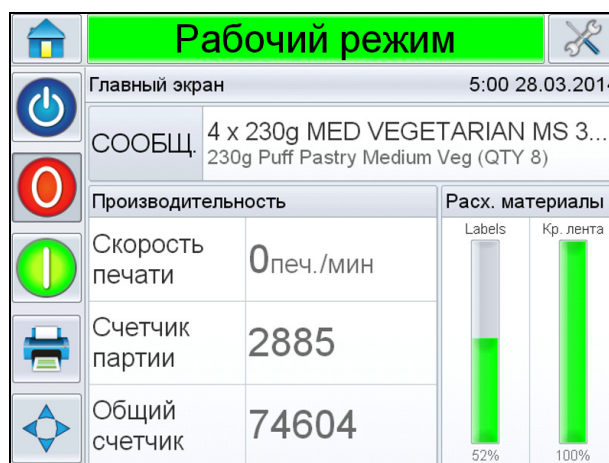 Рабочий режим
Главный экран
5:00 28.03.201
СООБЩ.
4 x 230g MED VEGETARIAN MS 3...
230g Puff Pastry Medium Veg (QTY 8)
Производительность
Расх. материалы
Labels
Кр. лента
Скорость
печати
0печ./мин
Счетчик
партии
2885
Общий
счетчик
74604
52%
100%